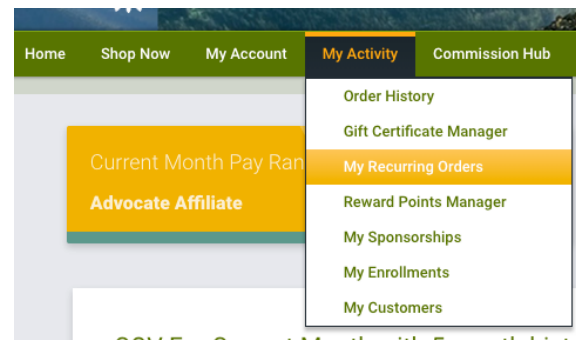 Home Shop Now My Account My Activity Commission Hub
Order History
Gift Certificate Manager
Current Month Pay Ran
My Recurring Orders
Advocate Affiliate
Reward Points Manager
My Sponsorships
My Enrollments
My Customers